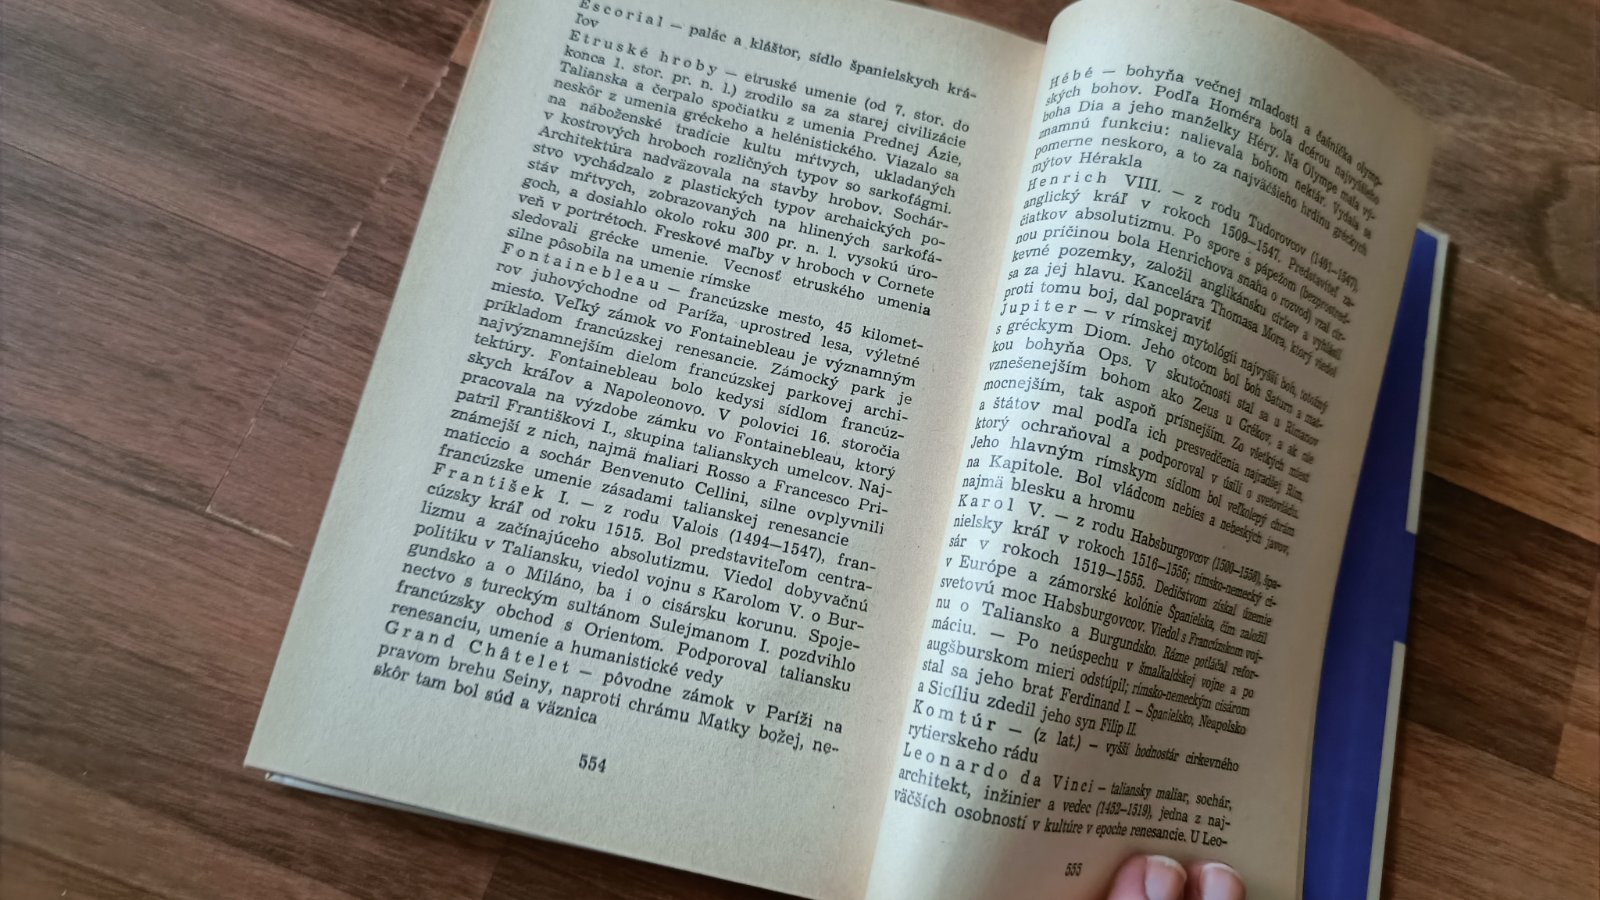 Escorial — palác a kláštor, sídlo španielskych krá-
ľov
Etruské hroby — etruské umenie (od 7. stor. do
konca 1. stor. pr. n. l.) zrodilo sa za starej civilizácie
Talianska a čerpalo spočiatku z umenia Prednej Ázie,
neskôr z umenia gréckeho a helénistického. Viazalo sa
na náboženské tradície kultu mŕtvych, ukladaných
v kostrových hroboch rozličných typov so sarkofágmi.
Architektúra nadväzovala na stavby hrobov. Sochár-
stvo vychádzalo z plastických typov archaických po-
stáv mŕtvych, zobrazovaných na hlinených sarkofá-
goch, a dosiahlo okolo roku 300 pr. n. l. vysokú úro-
veň v portrétoch. Freskové maľby v hroboch v Cornete
sledovali grécke umenie. Vecnosť etruského umenia
silne pôsobila na umenie rímske
Fontainebleau — francúzske mesto, 45 kilomet-
rov juhovýchodne od Paríža, uprostred lesa, výletné
miesto. Veľký zámok vo Fontainebleau je významným
príkladom francúzskej renesancie. Zámocký park je
najvýznamnejším dielom francúzskej parkovej archi-
tektúry. Fontainebleau bolo kedysi sídlom francúz-
skych kráľov a Napoleonovo. V polovici 16. storočia
pracovala na výzdobe zámku vo Fontainebleau, ktorý
patril Františkovi I., skupina talianskych umelcov. Naj-
známejší z nich, najmä maliari Rosso a Francesco Pri-
maticcio a sochár Benvenuto Cellini, silne ovplyvnili
francúzske umenie zásadami talianskej renesancie
František I. — z rodu Valois (1494—1547), fran-
cúzsky kráľ od roku 1515. Bol predstaviteľom centra-
lizmu a začínajúceho absolutizmu. Viedol dobyvačnú
politiku v Taliansku, viedol vojnu s Karolom V. o Bur-
gundsko a o Miláno, ba i o cisársku korunu. Spoje-
nectvo s tureckým sultánom Sulejmanom I. pozdvihlo
francúzsky obchod s Orientom. Podporoval taliansku
renesanciu, umenie a humanistické vedy
Grand Châtelet — pôvodne zámok v Paríži na
pravom brehu Seiny, naproti chrámu Matky božej, ne-
skôr tam bol súd a väznica
554
Hébé — bohyňa večnej mladosti a čašníčka olymp-
ských bohov. Podľa Homéra bola dcérou najvyššieho
boha Dia a jeho manželky Héry. Na Olympe mala vý-
znamnú funkciu: nalievala bohom nektár. Vydala sa
pomerne neskoro, a to za najväčšieho hrdinu gréckych
mýtov Hérakla
Henrich VIII. — z rodu Tudorovcov (1491—1547),
anglický kráľ v rokoch 1509—1547. Predstaviteľ za-
čiatkov absolutizmu. Po spore s pápežom (bezprostred-
nou príčinou bola Henrichova snaha o rozvod) vzal cir-
kevné pozemky, založil anglikánsku cirkev a vyhlásil
sa za jej hlavu. Kancelára Thomasa Mora, ktorý viedol
proti tomu boj, dal popraviť
Jupiter — v rímskej mytológii najvyšší boh, totožný
s gréckym Diom. Jeho otcom bol boh Saturn a mat-
kou bohyňa Ops. V skutočnosti stal sa u Rimanov
vznešenejším bohom ako Zeus u Grékov, a ak nie
mocnejším, tak aspoň prísnejším. Zo všetkých miest
a štátov mal podľa ich presvedčenia najradšej Rím,
ktorý ochraňoval a podporoval v úsilí o svetovládu.
Jeho hlavným rímskym sídlom bol veľkolepý chrám
na Kapitole. Bol vládcom nebies a nebeských javov,
najmä blesku a hromu
Karol V. — z rodu Habsburgovcov (1500—1558), špa-
nielsky kráľ v rokoch 1516—1556; rímsko-nemecký ci-
sár v rokoch 1519—1555. Dedičstvom získal územie
v Európe a zámorské kolónie Španielska, čím založil
svetovú moc Habsburgovcov. Viedol s Francúzskom voj-
nu o Taliansko a Burgundsko. Rázne potláčal refor-
máciu. — Po neúspechu v šmalkaldskej vojne a po
augšburskom mieri odstúpil; rímsko-nemeckým cisárom
stal sa jeho brat Ferdinand I. — Španielsko, Neapolsko
a Sicíliu zdedil jeho syn Filip II.
Komtúr — (z lat.) — vyšší hodnostár cirkevného
rytierskeho rádu
Leonardo da Vinci — taliansky maliar, sochár,
architekt, inžinier a vedec (1452—1519), jedna z naj-
väčších osobností v kultúre v epoche renesancie. U Leo-
555